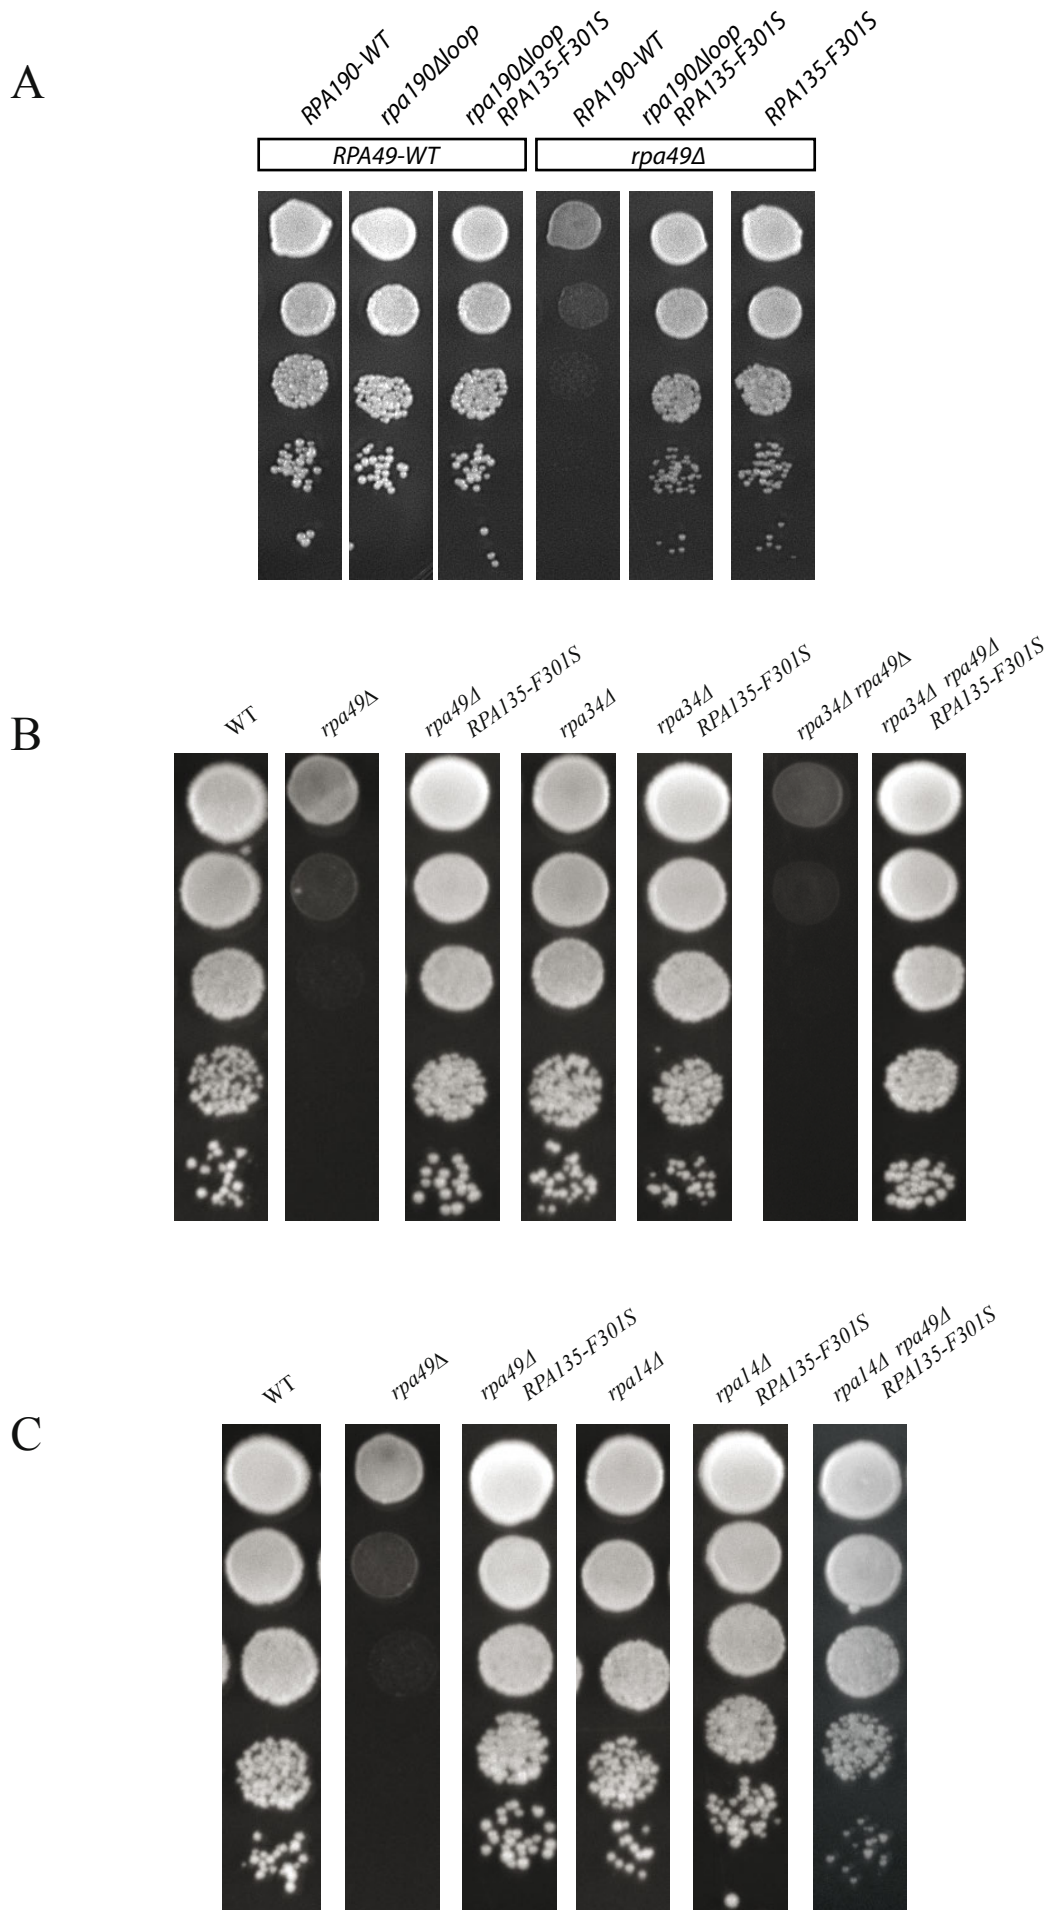 A
RPA190-WT
rpa190Δloop
rpa190Δloop
RPA135-F301S
RPA190-WT
rpa190Δloop
RPA135-F301S
RPA135-F301S
RPA49-WT
rpa49Δ
B
WT
rpa49Δ
rpa49Δ
RPA135-F301S
rpa34Δ
rpa34Δ
RPA135-F301S
rpa34Δ rpa49Δ
rpa34Δ rpa49Δ
RPA135-F301S
C
WT
rpa49Δ
rpa49Δ
RPA135-F301S
rpa14Δ
rpa14Δ
RPA135-F301S
rpa14Δ rpa49Δ
RPA135-F301S